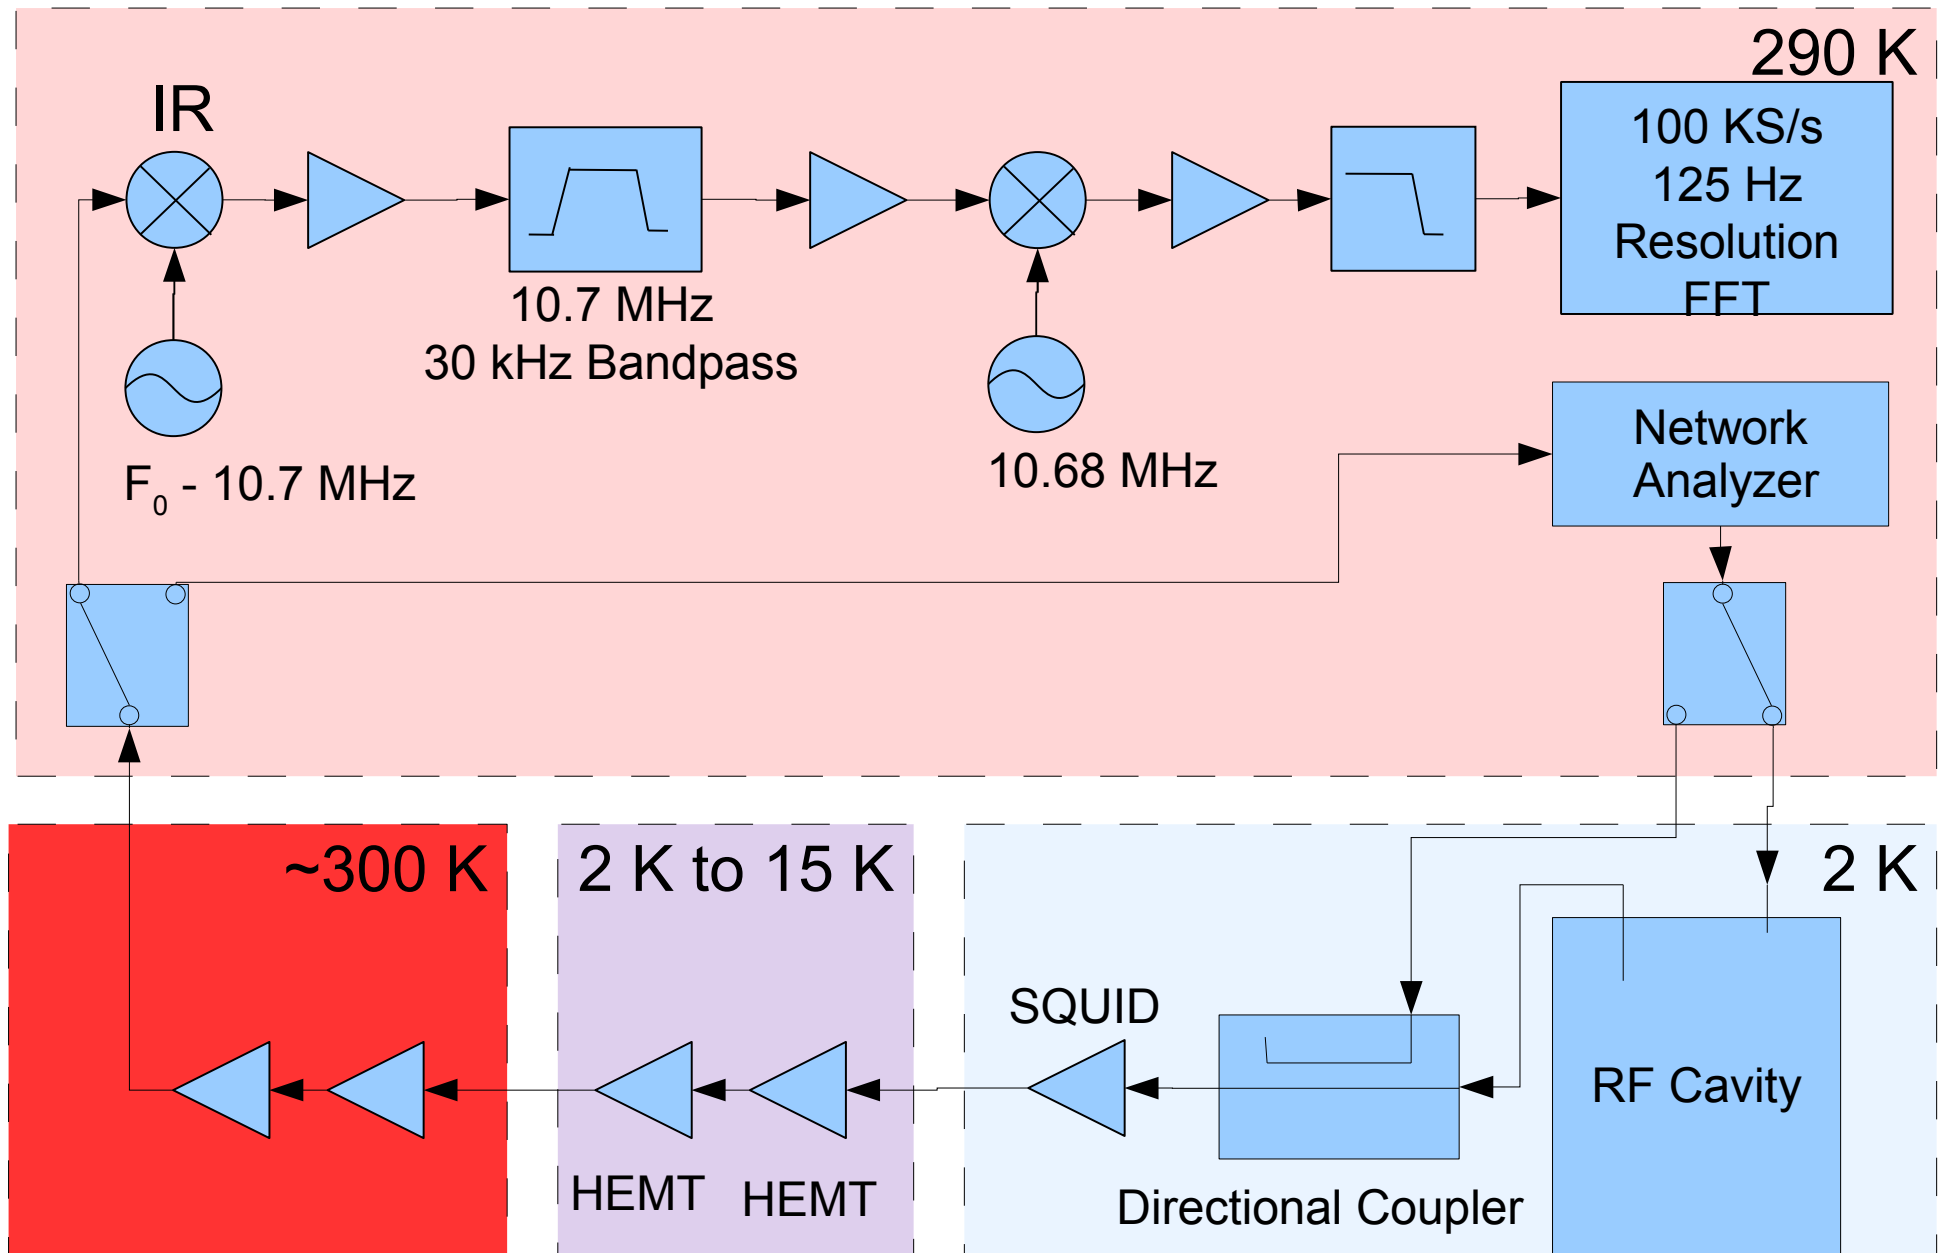 290 K
IR
100 KS/s
125 Hz
Resolution
FFT
10.7 MHz
30 kHz Bandpass
F₀ - 10.7 MHz
10.68 MHz
Network
Analyzer
~300 K
2 K to 15 K
2 K
SQUID
RF Cavity
HEMT
HEMT
Directional Coupler